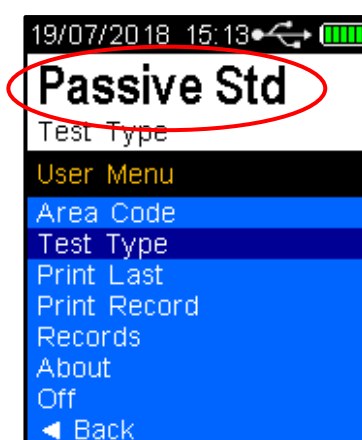 19/07/2018 15:13
Passive Std
Test Type
User Menu
Area Code
Test Type
Print Last
Print Record
Records
About
Off
◄ Back